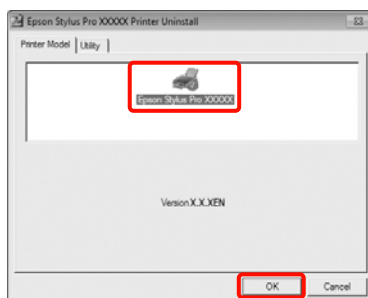 Epson Stylus Pro XXXXX Printer Uninstall
Printer Model Utility
Epson Stylus Pro XXXXX
Version X.X.XEN
OK Cancel